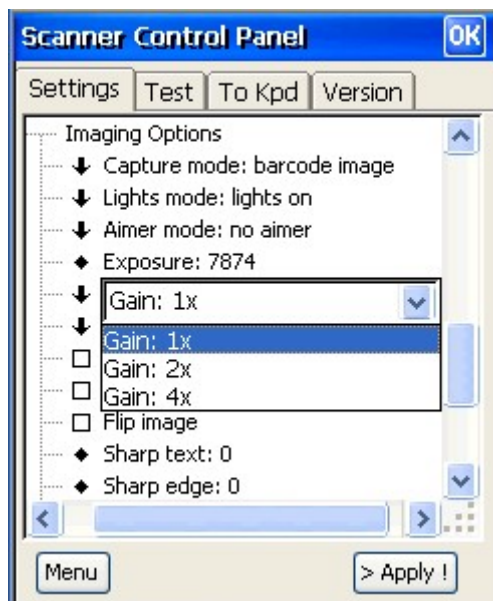 Scanner Control Panel OK
Settings Test To Kpd Version
Imaging Options
Capture mode: barcode image
Lights mode: lights on
Aimer mode: no aimer
Exposure: 7874
Gain: 1x
Gain: 1x
Gain: 2x
Gain: 4x
Flip image
Sharp text: 0
Sharp edge: 0
Menu > Apply !